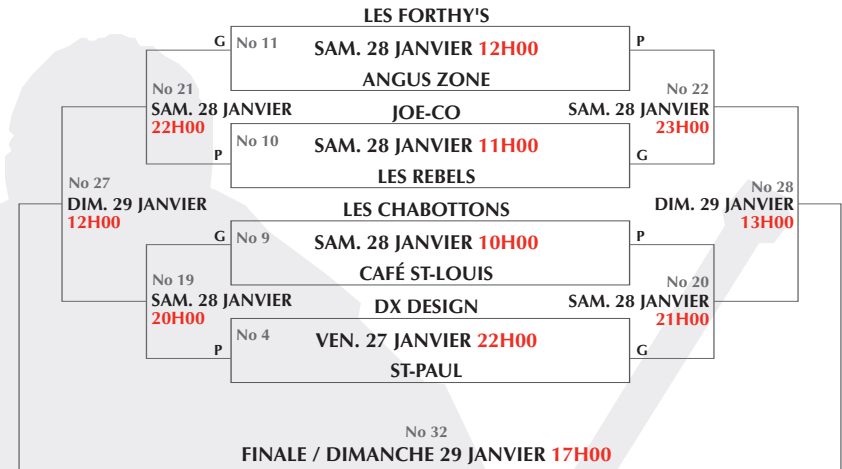 LES FORTHY'S
G No 11 SAM. 28 JANVIER 12H00 P
ANGUS ZONE
No 21
SAM. 28 JANVIER
22H00
No 22
SAM. 28 JANVIER
23H00
JOE-CO
P No 10 SAM. 28 JANVIER 11H00 G
LES REBELS
No 27
DIM. 29 JANVIER
12H00
No 28
DIM. 29 JANVIER
13H00
LES CHABOTTONS
G No 9 SAM. 28 JANVIER 10H00 P
CAFÉ ST-LOUIS
No 19
SAM. 28 JANVIER
20H00
No 20
SAM. 28 JANVIER
21H00
DX DESIGN
P No 4 VEN. 27 JANVIER 22H00 G
ST-PAUL
No 32
FINALE / DIMANCHE 29 JANVIER 17H00